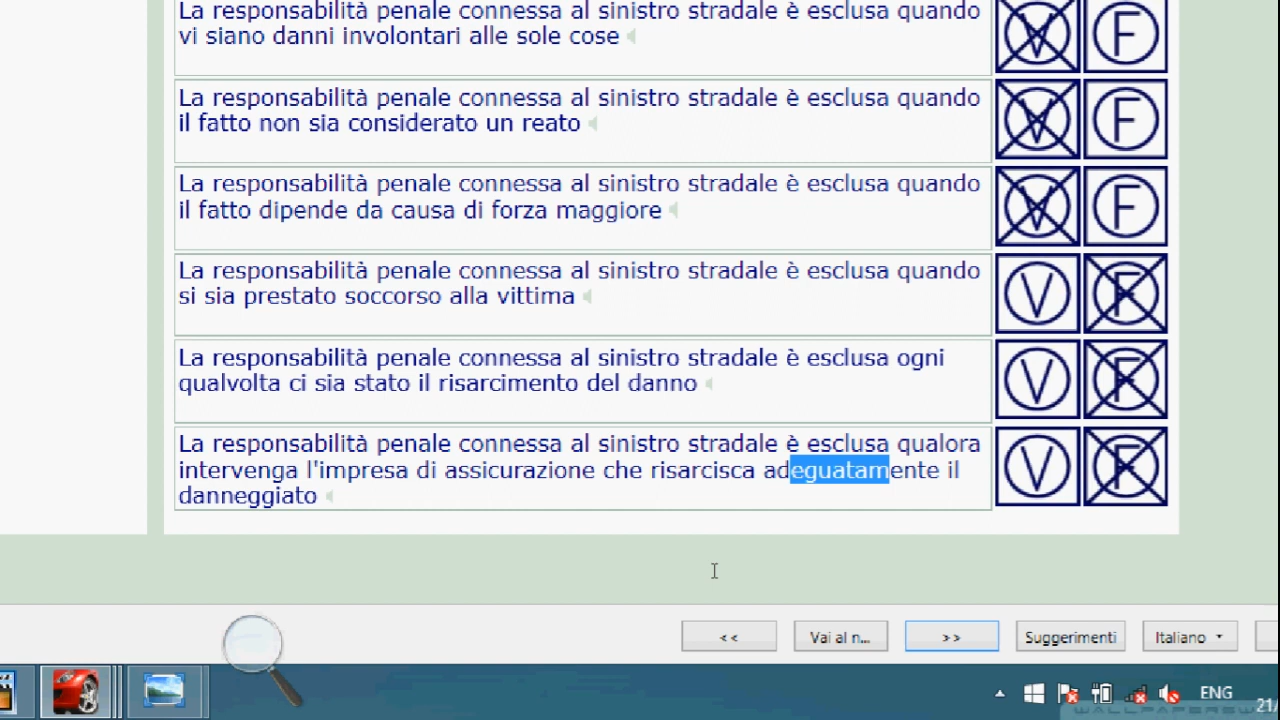 La responsabilità penale connessa al sinistro stradale è esclusa quando
vi siano danni involontari alle sole cose
V F
La responsabilità penale connessa al sinistro stradale è esclusa quando
il fatto non sia considerato un reato
V F
La responsabilità penale connessa al sinistro stradale è esclusa quando
il fatto dipende da causa di forza maggiore
V F
La responsabilità penale connessa al sinistro stradale è esclusa quando
si sia prestato soccorso alla vittima
V F
La responsabilità penale connessa al sinistro stradale è esclusa ogni
qualvolta ci sia stato il risarcimento del danno
V F
La responsabilità penale connessa al sinistro stradale è esclusa qualora
intervenga l'impresa di assicurazione che risarcisca adeguatamente il
danneggiato
V F
<< Vai al n... >> Suggerimenti Italiano
ENG
21